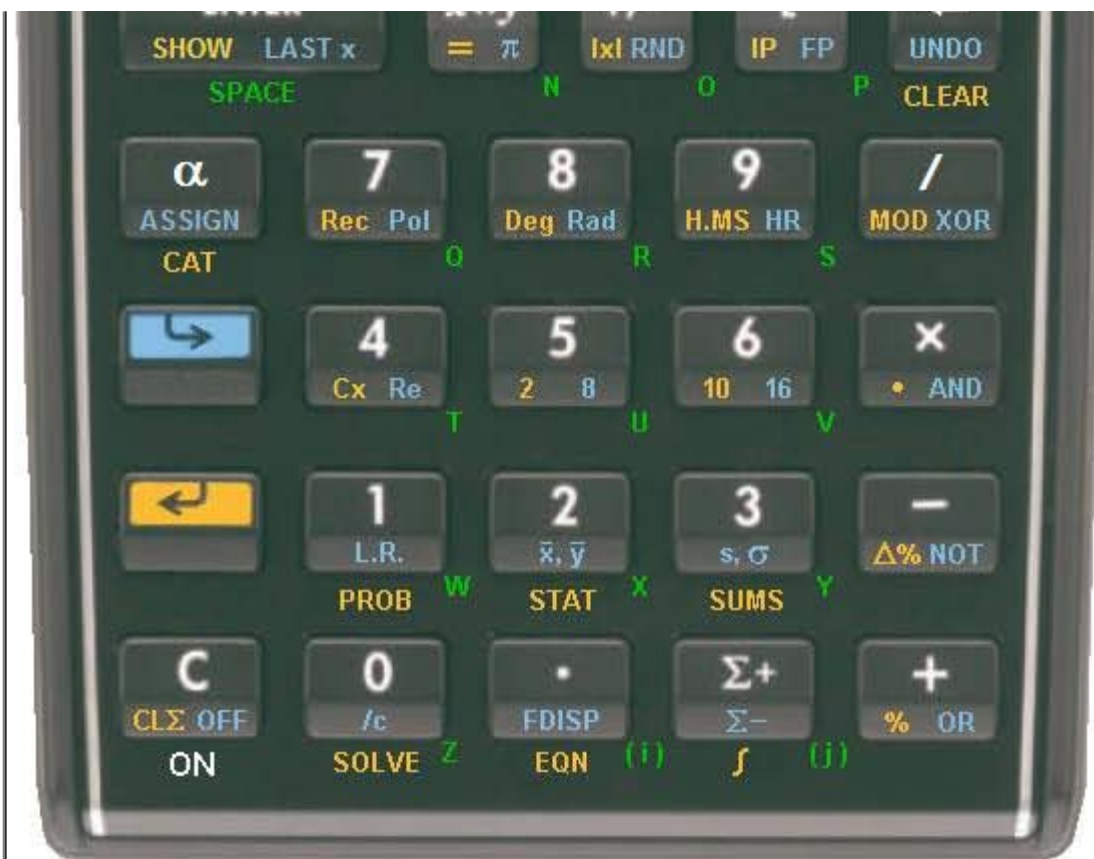 SHOW LAST x = π |x| RND IP FP UNDO
SPACE N O P CLEAR
α 7 8 9 /
ASSIGN Rec Pol Deg Rad H.MS HR MOD XOR
CAT Q R S
4 5 6 ×
Cx Re 2 8 10 16 • AND
T U V
1 2 3 −
L.R. x̄, ȳ s, σ Δ% NOT
PROB W STAT X SUMS Y
C 0 . Σ+ +
CLΣ OFF /c FDISP Σ− % OR
ON SOLVE Z EQN (i) ∫ (j)